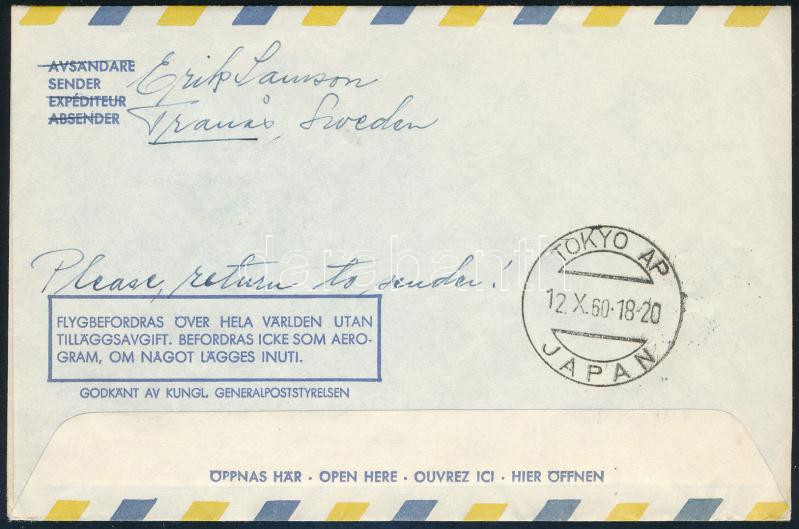 AVSÄNDARE
SENDER
EXPÉDITEUR
ABSENDER
Erik Samson
Tranås, Sweden
Please, return to sender!
darabanth
TOKYO AP
12.X.60.18-20
JAPAN
FLYGBEFORDRAS ÖVER HELA VÄRLDEN UTAN
TILLÄGGSAVGIFT. BEFORDRAS ICKE SOM AERO-
GRAM, OM NÅGOT LÄGGES INUTI.
GODKÄNT AV KUNGL. GENERALPOSTSTYRELSEN
ÖPPNAS HÄR · OPEN HERE · OUVREZ ICI · HIER ÖFFNEN